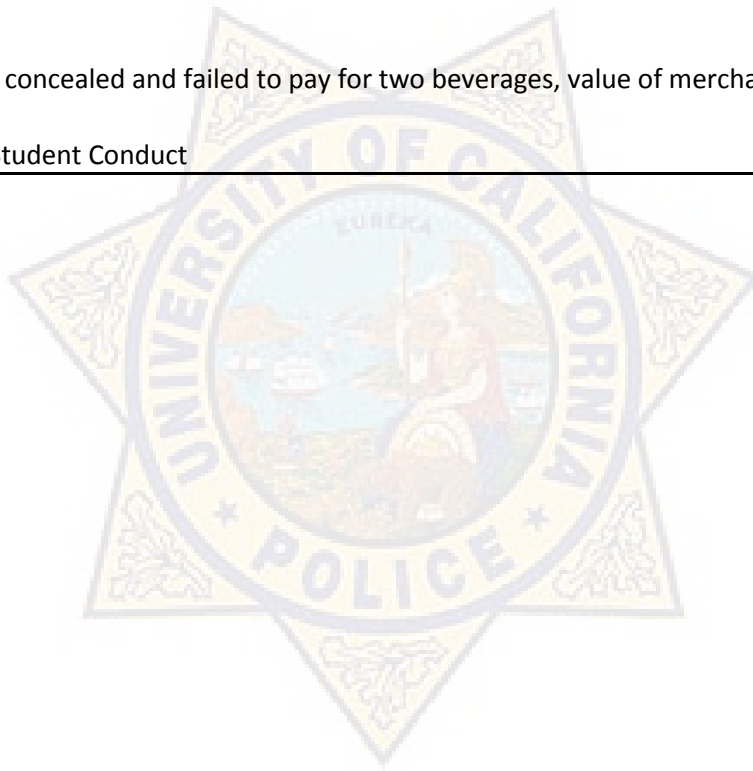 concealed and failed to pay for two beverages, value of mercha
tudent Conduct
UNIVERSITY OF CALIFORNIA
EUREKA
POLICE